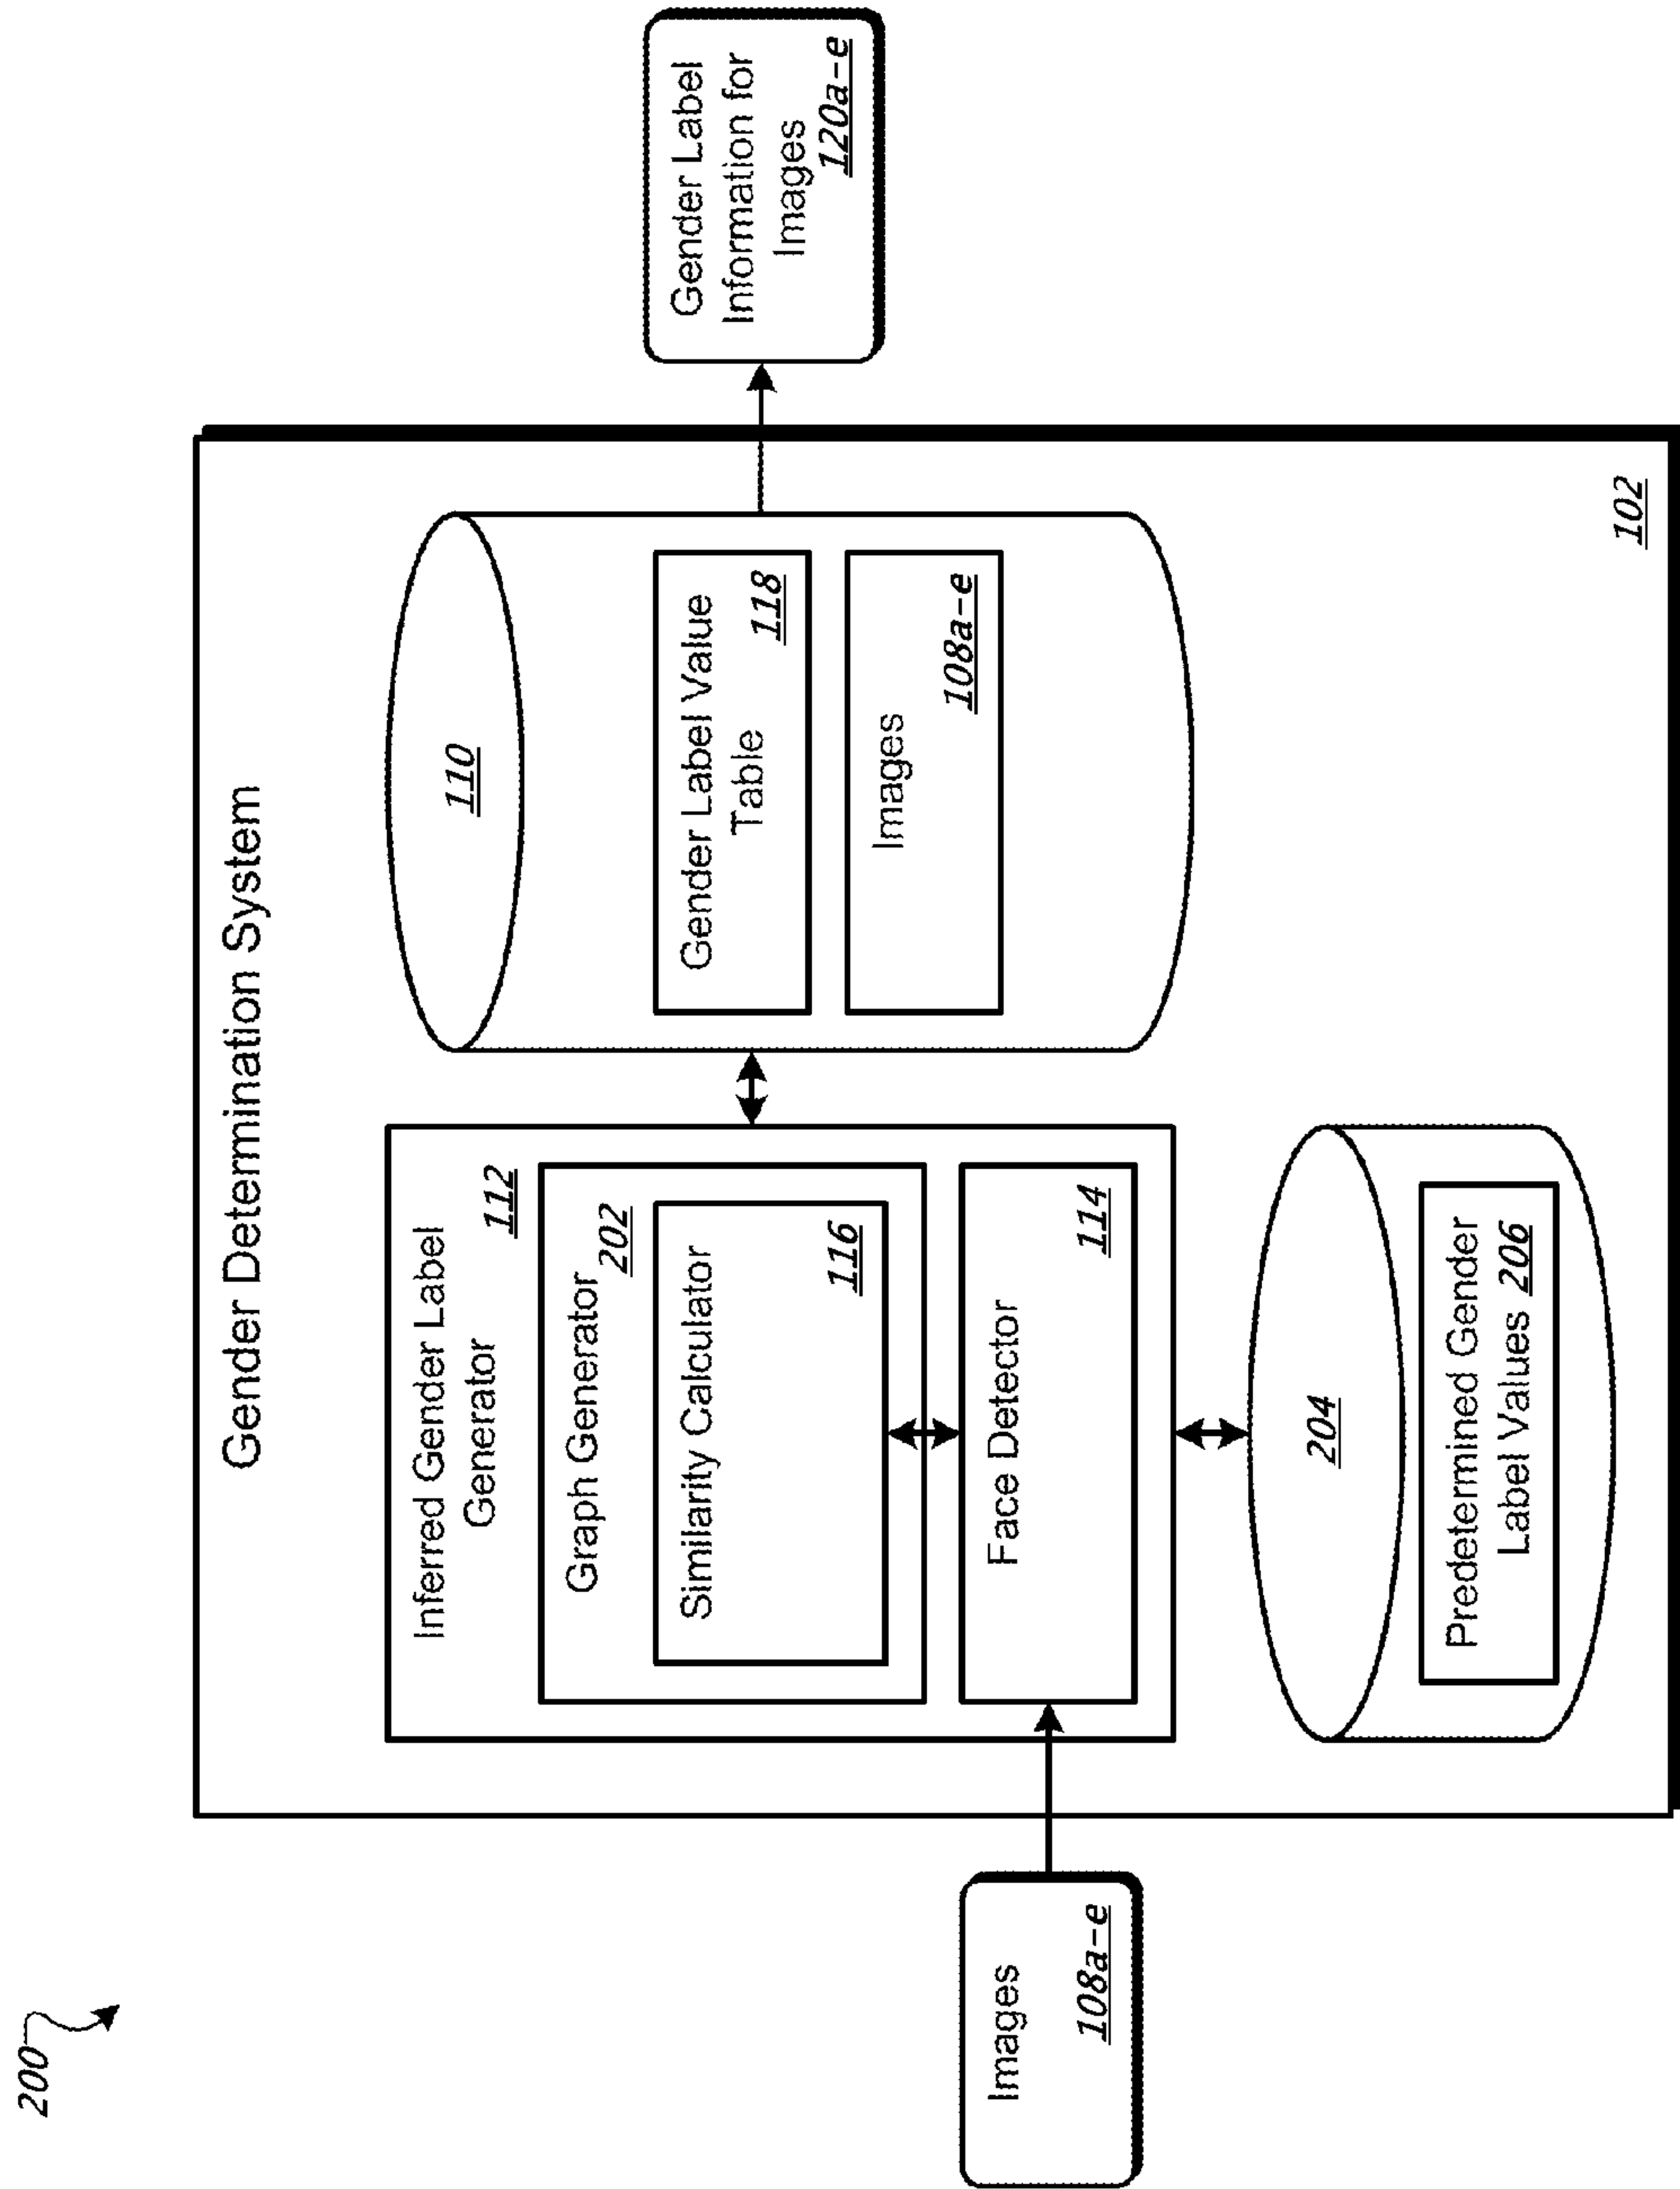 200
Gender Determination System
Inferred Gender Label
Generator
112
Graph Generator
202
Similarity Calculator
116
Face Detector
114
110
Gender Label Value
Table
118
Images
108a-e
204
Predetermined Gender
Label Values 206
102
Images
108a-e
Gender Label
Information for
Images
120a-e